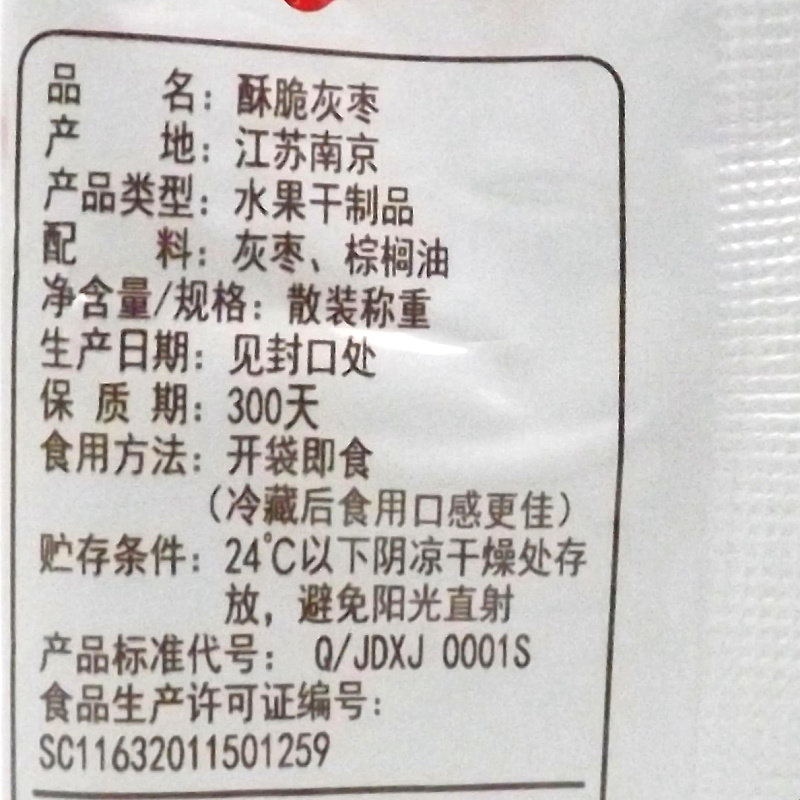 品名：酥脆灰枣
产地：江苏南京
产品类型：水果干制品
配料：灰枣、棕榈油
净含量/规格：散装称重
生产日期：见封口处
保质期：300天
食用方法：开袋即食
（冷藏后食用口感更佳）
贮存条件：24℃以下阴凉干燥处存
放，避免阳光直射
产品标准代号：Q/JDXJ 0001S
食品生产许可证编号：
SC11632011501259